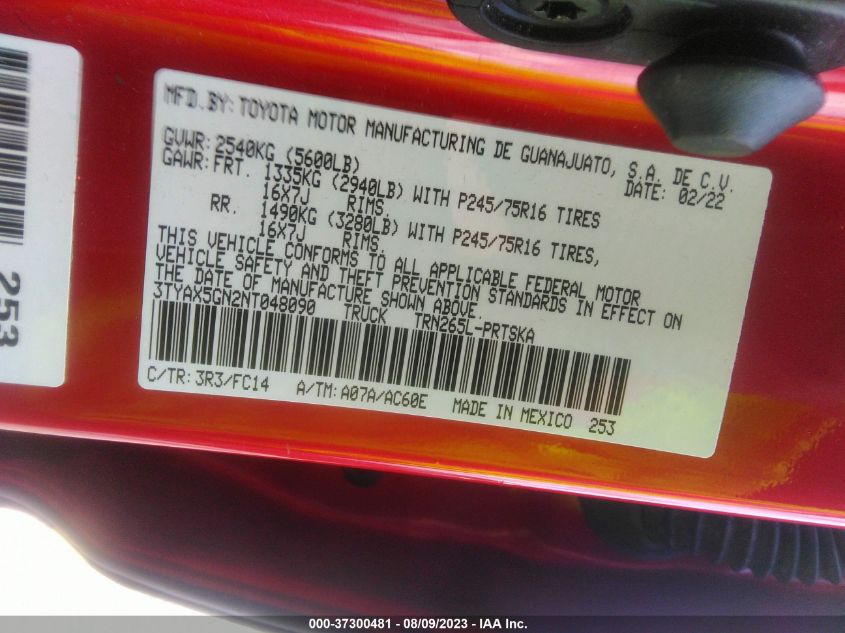 MFD. BY: TOYOTA MOTOR MANUFACTURING DE GUANAJUATO, S.A. DE C.V.
GVWR: 2540KG (5600LB) DATE: 02/22
GAWR: FRT. 1335KG (2940LB) WITH P245/75R16 TIRES
16X7J RIMS.
RR. 1490KG (3280LB) WITH P245/75R16 TIRES,
16X7J RIMS.
THIS VEHICLE CONFORMS TO ALL APPLICABLE FEDERAL MOTOR
VEHICLE SAFETY AND THEFT PREVENTION STANDARDS IN EFFECT ON
THE DATE OF MANUFACTURE SHOWN ABOVE.
3TYAX5GN2NT048090 TRUCK TRN265L-PRTSKA
C/TR: 3R3/FC14 A/TM: A07A/AC60E MADE IN MEXICO 253
253
000-37300481 - 08/09/2023 - IAA Inc.